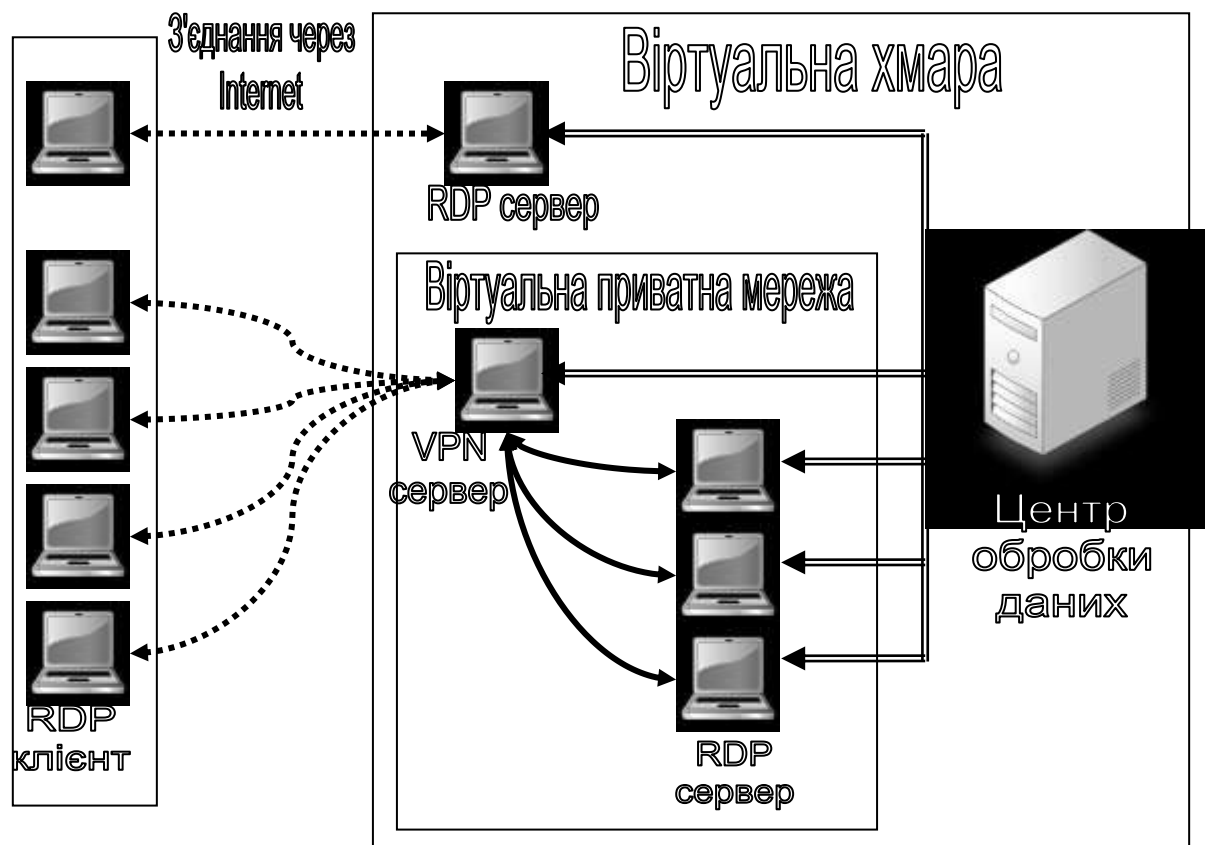 З'єднання через
Internet
Віртуальна хмара
RDP сервер
Віртуальна приватна мережа
VPN
сервер
Центр
обробки
даних
RDP
клієнт
RDP
сервер